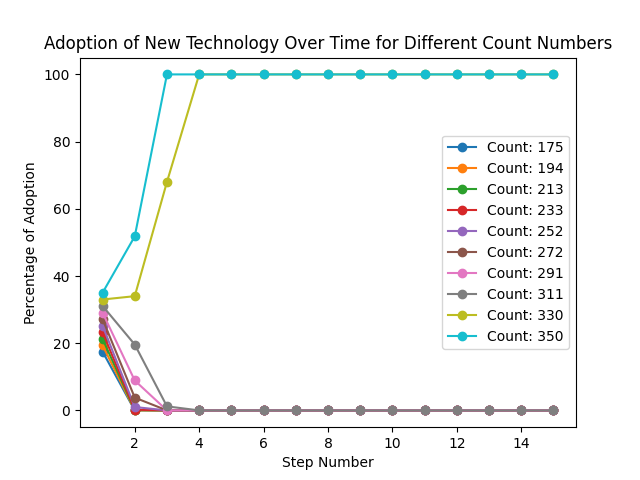 Adoption of New Technology Over Time for Different Count Numbers
Percentage of Adoption
100
80
60
40
20
0
2
4
6
8
10
12
14
Step Number
Count: 175
Count: 194
Count: 213
Count: 233
Count: 252
Count: 272
Count: 291
Count: 311
Count: 330
Count: 350